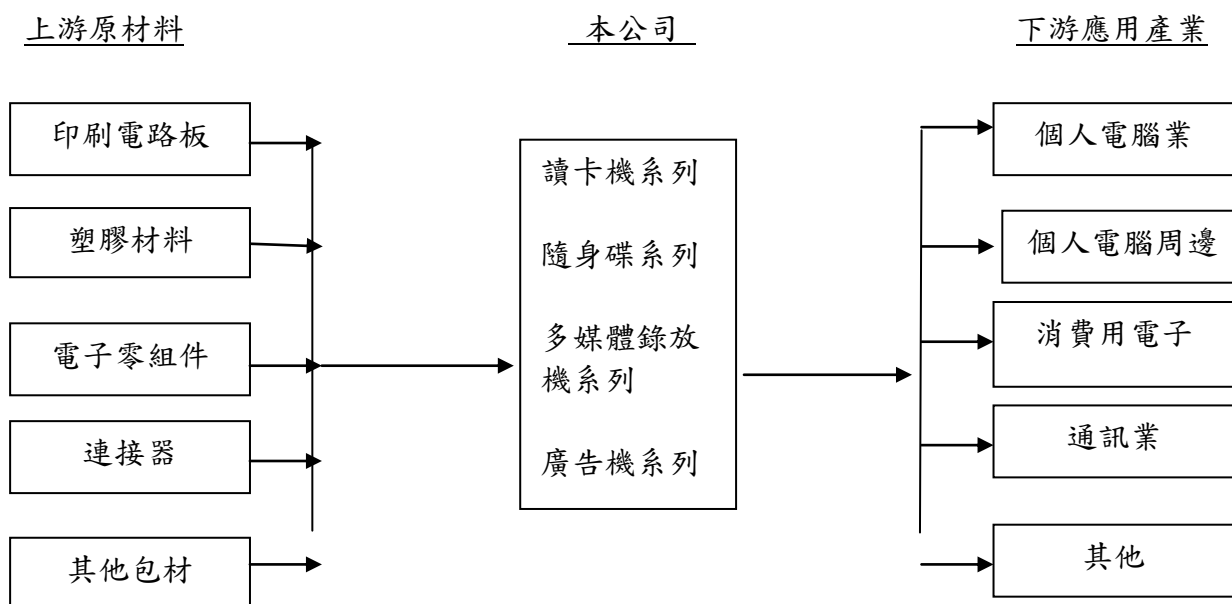 上游原材料
本公司
下游應用產業
印刷電路板
塑膠材料
電子零組件
連接器
其他包材
讀卡機系列
隨身碟系列
多媒體錄放
機系列
廣告機系列
個人電腦業
個人電腦周邊
消費用電子
通訊業
其他